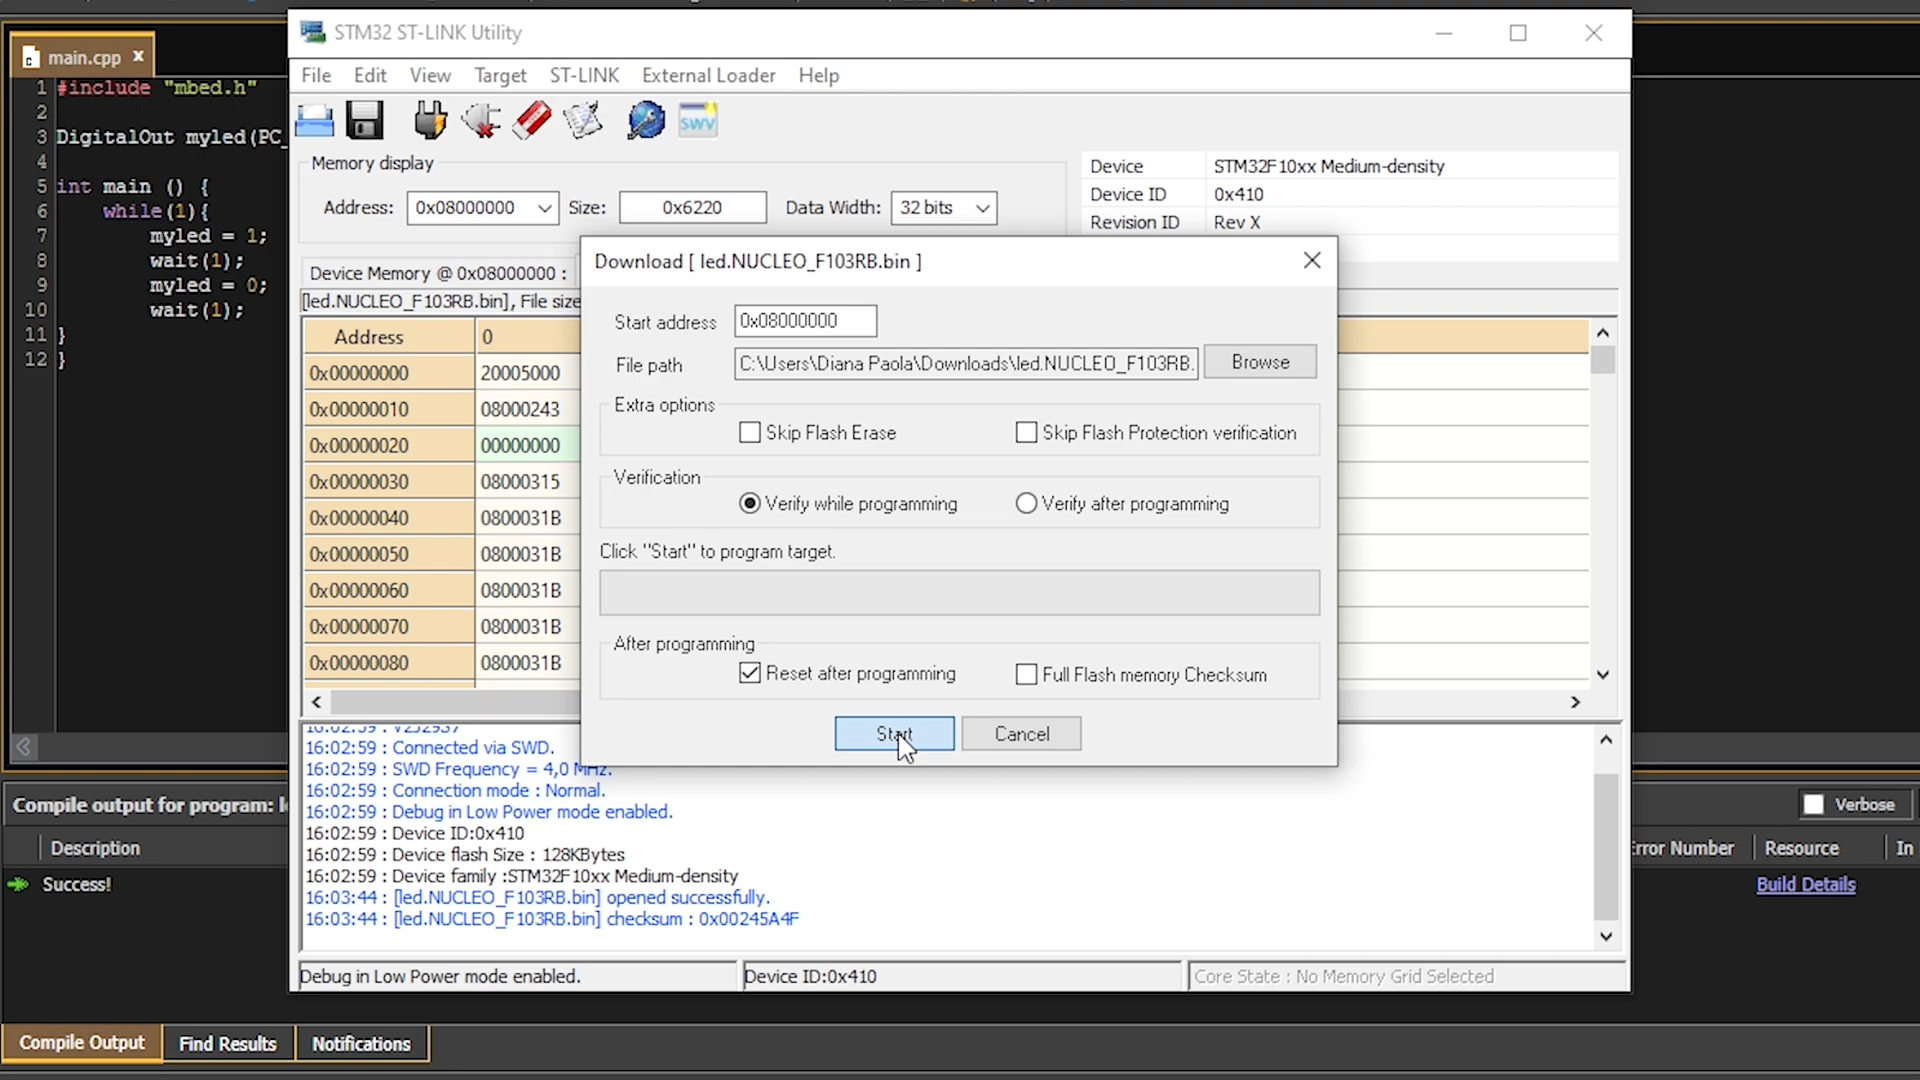 main.cpp x
1 #include "mbed.h"
2
3 DigitalOut myled(PC_
4
5 int main () {
6 while(1){
7 myled = 1;
8 wait(1);
9 myled = 0;
10 wait(1);
11 }
12 }
STM32 ST-LINK Utility
File Edit View Target ST-LINK External Loader Help
SWV
Memory display
Address: 0x08000000 Size: 0x6220 Data Width: 32 bits
Device STM32F10xx Medium-density
Device ID 0x410
Revision ID Rev X
Device Memory @ 0x08000000 :
[led.NUCLEO_F103RB.bin], File size
Address 0
0x00000000 20005000
0x00000010 08000243
0x00000020 00000000
0x00000030 08000315
0x00000040 0800031B
0x00000050 0800031B
0x00000060 0800031B
0x00000070 0800031B
0x00000080 0800031B
Download [ led.NUCLEO_F103RB.bin ]
Start address 0x08000000
File path C:\Users\Diana Paola\Downloads\led.NUCLEO_F103RB. Browse
Extra options
Skip Flash Erase Skip Flash Protection verification
Verification
Verify while programming Verify after programming
Click "Start" to program target.
After programming
Reset after programming Full Flash memory Checksum
Start Cancel
16:02:59 : V2J29S7
16:02:59 : Connected via SWD.
16:02:59 : SWD Frequency = 4,0 MHz.
16:02:59 : Connection mode : Normal.
16:02:59 : Debug in Low Power mode enabled.
16:02:59 : Device ID:0x410
16:02:59 : Device flash Size : 128KBytes
16:02:59 : Device family :STM32F10xx Medium-density
16:03:44 : [led.NUCLEO_F103RB.bin] opened successfully.
16:03:44 : [led.NUCLEO_F103RB.bin] checksum : 0x00245A4F
Debug in Low Power mode enabled. Device ID:0x410 Core State : No Memory Grid Selected
Compile output for program: l
Verbose
Description Error Number Resource In
Success! Build Details
Compile Output Find Results Notifications